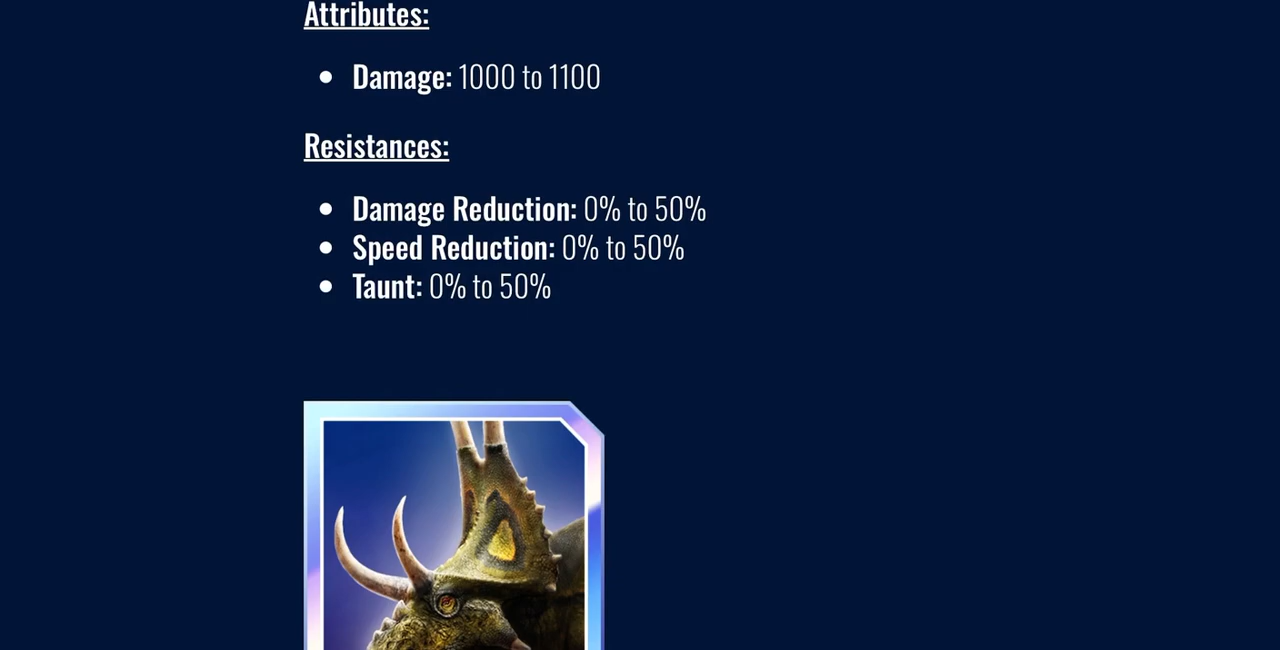 Attributes:
Damage: 1000 to 1100
Resistances:
Damage Reduction: 0% to 50%
Speed Reduction: 0% to 50%
Taunt: 0% to 50%